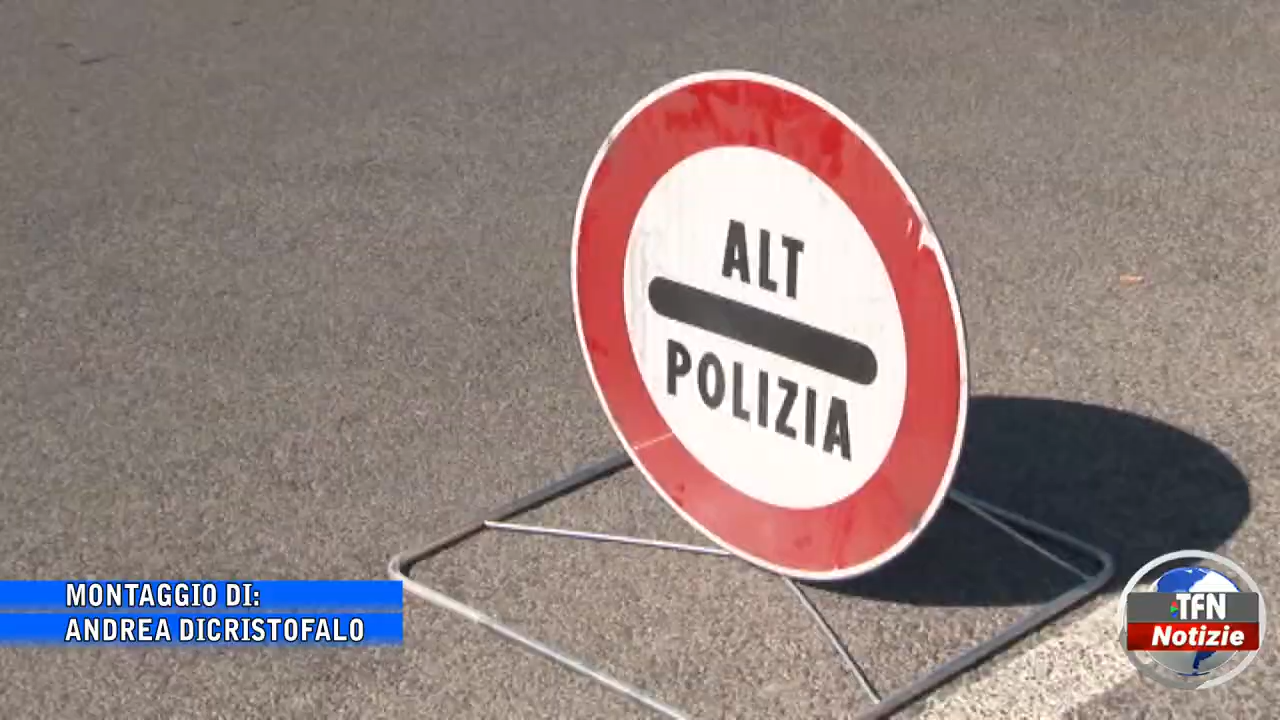 ALT
POLIZIA
MONTAGGIO DI:
ANDREA DICRISTOFALO
TFN
Notizie